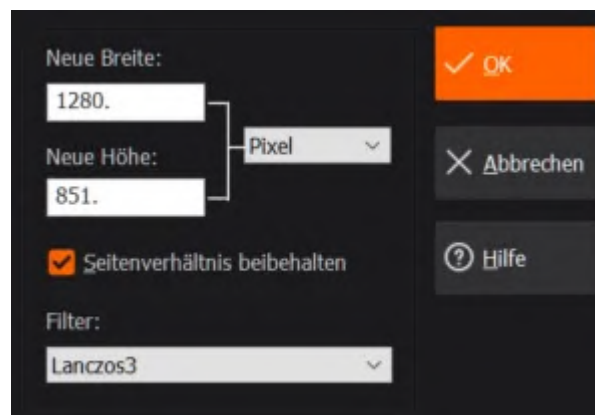 Neue Breite:
1280.
Pixel
Neue Höhe:
851.
Seitenverhältnis beibehalten
Filter:
Lanczos3
OK
Abbrechen
Hilfe